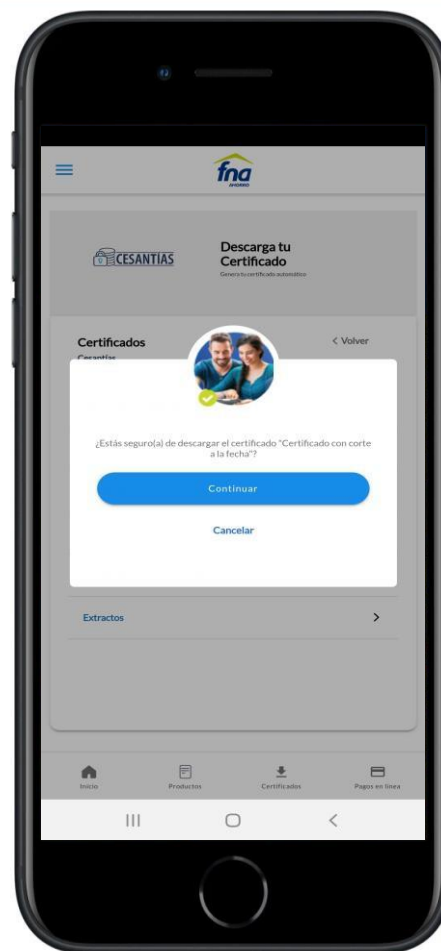 fna
AHORRO
CESANTÍAS
Descarga tu
Certificado
Genera tu certificado automático
Certificados
< Volver
Cesantías
¿Estás seguro(a) de descargar el certificado "Certificado con corte
a la fecha"?
Continuar
Cancelar
Extractos
Inicio
Productos
Certificados
Pagos en línea